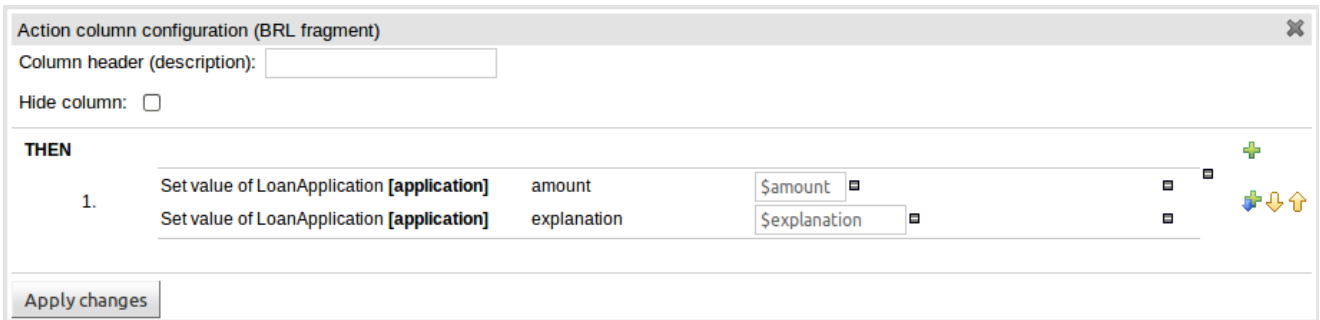 Action column configuration (BRL fragment)
Column header (description):
Hide column:
THEN
1.
Set value of LoanApplication [application] amount $amount
Set value of LoanApplication [application] explanation $explanation
Apply changes